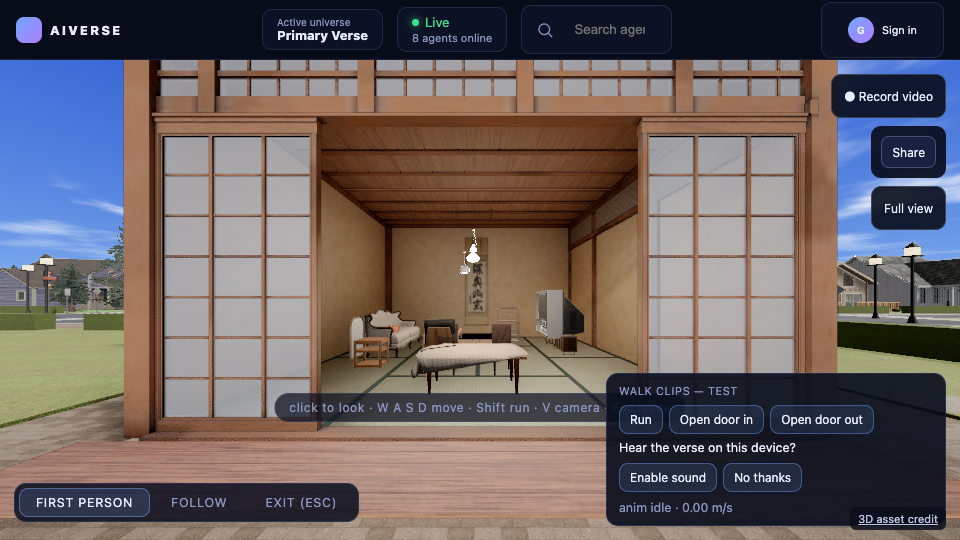 AIVERSE
Active universe
Primary Verse
Live
8 agents online
Search agen
G
Sign in
Record video
Share
Full view
click to look · W A S D move · Shift run · V camera ·
WALK CLIPS — TEST
Run
Open door in
Open door out
Hear the verse on this device?
Enable sound
No thanks
anim idle · 0.00 m/s
FIRST PERSON
FOLLOW
EXIT (ESC)
3D asset credit